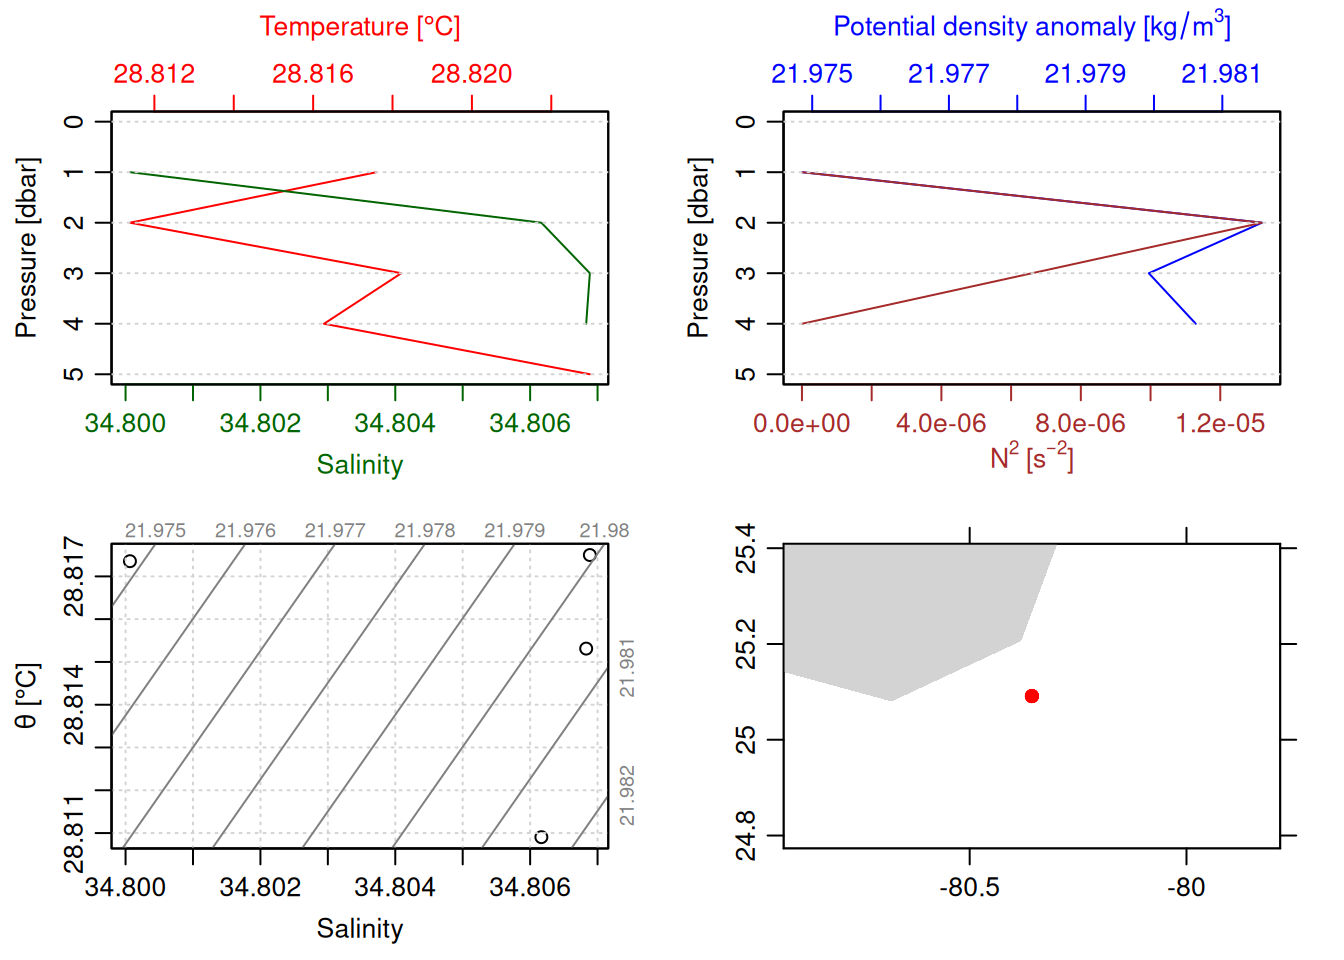 Temperature [°C]
28.812 28.816 28.820
0
1
2
3
4
5
Pressure [dbar]
34.800 34.802 34.804 34.806
Salinity
Potential density anomaly [kg/m³]
21.975 21.977 21.979 21.981
0
1
2
3
4
5
Pressure [dbar]
0.0e+00 4.0e-06 8.0e-06 1.2e-05
N² [s⁻²]
21.975 21.976 21.977 21.978 21.979 21.98
21.981
21.982
28.817
28.814
28.811
θ [°C]
34.800 34.802 34.804 34.806
Salinity
25.4
25.2
25
24.8
-80.5 -80